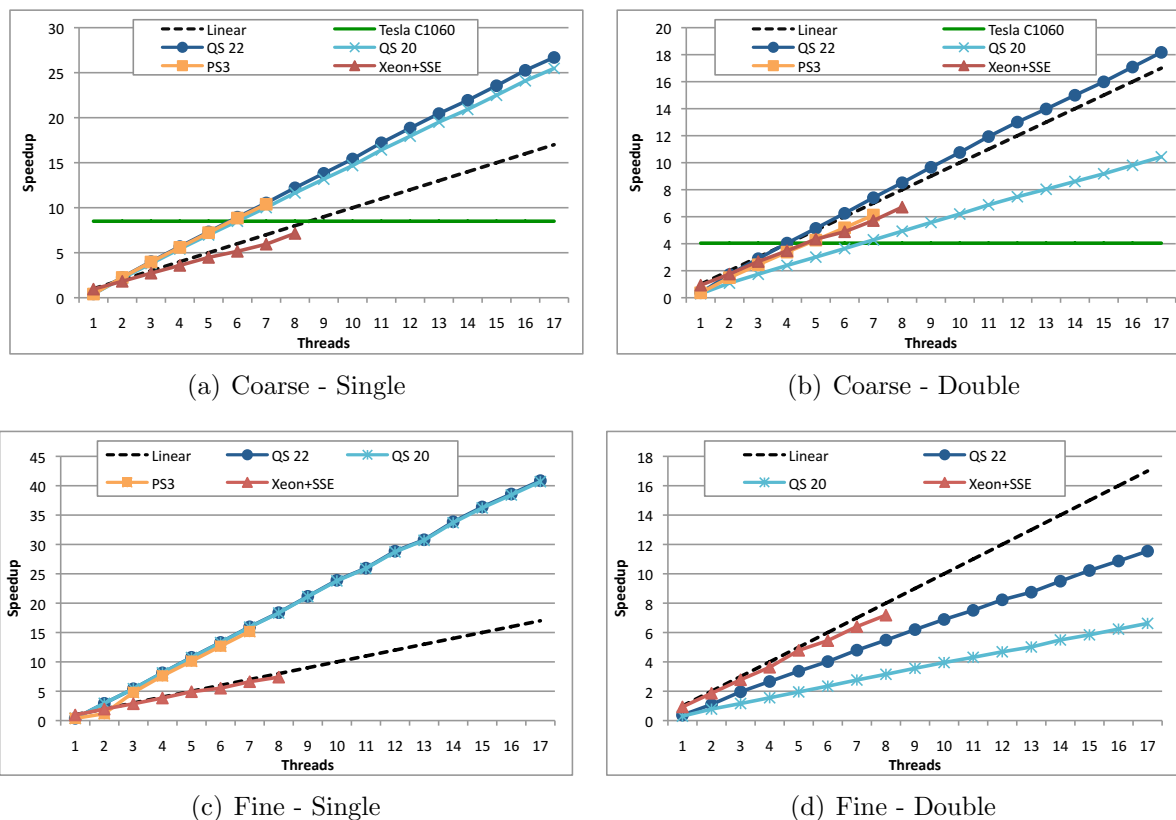 Linear Tesla C1060
QS 22 QS 20
PS3 Xeon+SSE
30
25
20
15
10
5
0
Speedup
1 2 3 4 5 6 7 8 9 10 11 12 13 14 15 16 17
Threads
(a) Coarse - Single
Linear Tesla C1060
QS 22 QS 20
PS3 Xeon+SSE
20
18
16
14
12
10
8
6
4
2
0
Speedup
1 2 3 4 5 6 7 8 9 10 11 12 13 14 15 16 17
Threads
(b) Coarse - Double
Linear QS 22 QS 20
PS3 Xeon+SSE
45
40
35
30
25
20
15
10
5
0
Speedup
1 2 3 4 5 6 7 8 9 10 11 12 13 14 15 16 17
Threads
(c) Fine - Single
Linear QS 22
QS 20 Xeon+SSE
18
16
14
12
10
8
6
4
2
0
Speedup
1 2 3 4 5 6 7 8 9 10 11 12 13 14 15 16 17
Threads
(d) Fine - Double